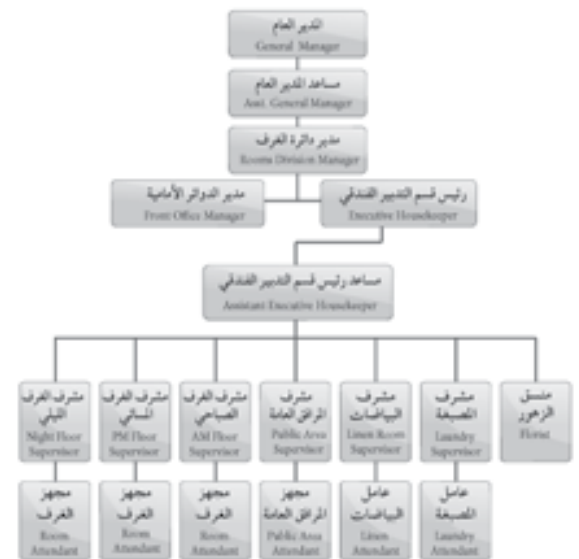 المدير العام
General Manager
مساعد المدير العام
Asst. General Manager
مدير دائرة الغرف
Rooms Division Manager
مدير الدوائر الأمامية
Front Office Manager
رئيس قسم التدبير الفندقي
Executive Housekeeper
مساعد رئيس قسم التدبير الفندقي
Assistant Executive Housekeeper
مشرف الغرف
الليلي
Night Floor
Supervisor
مشرف الغرف
المسائي
PM Floor
Supervisor
مشرف الغرف
الصباحي
AM Floor
Supervisor
مشرف
المرافق العامة
Public Area
Supervisor
مشرف
البياضات
Linen Room
Supervisor
مشرف
المصبغة
Laundry
Supervisor
منسق
الزهور
Florist
مجهز
الغرف
Room
Attendant
مجهز
الغرف
Room
Attendant
مجهز
الغرف
Room
Attendant
مجهز
المرافق العامة
Public Area
Attendant
عامل
البياضات
Linen
Attendant
عامل
المصبغة
Laundry
Attendant